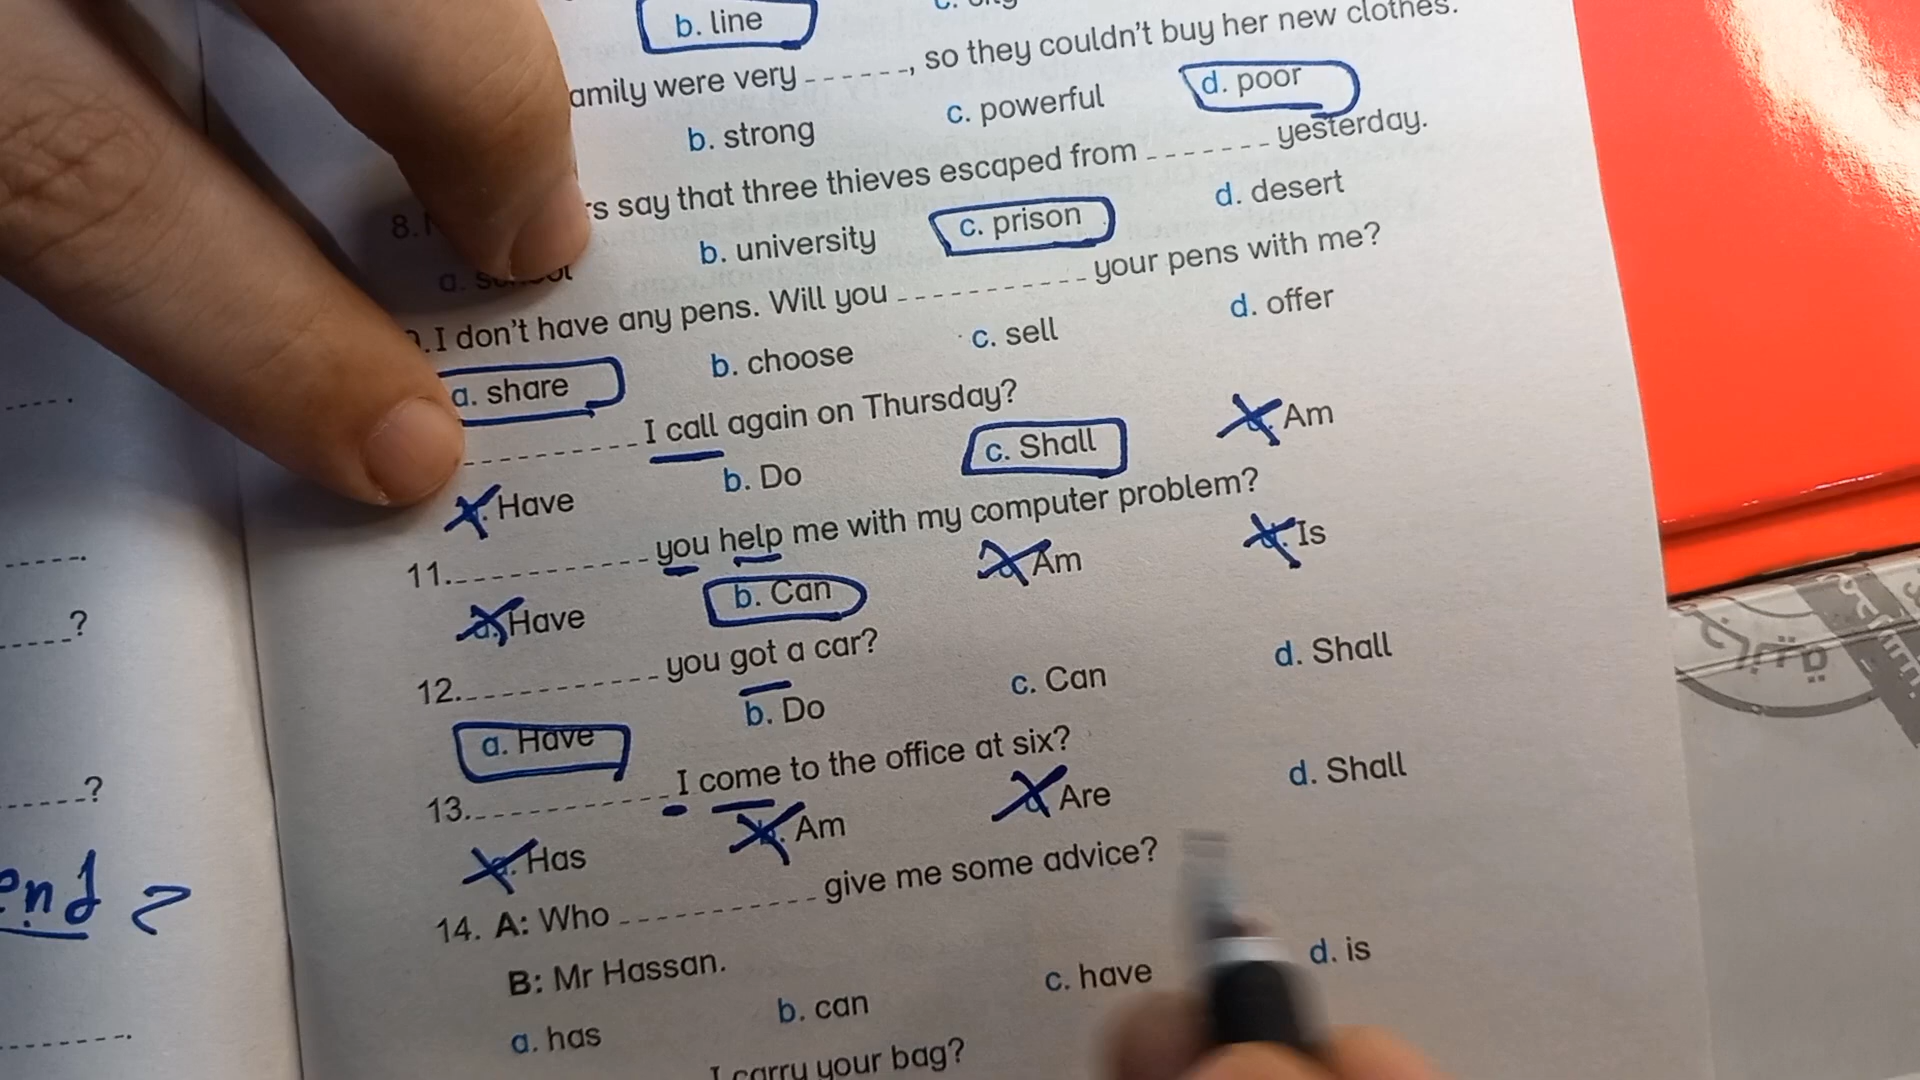 b. line
amily were very ------, so they couldn't buy her new clothes.
b. strong c. powerful d. poor
8. s say that three thieves escaped from ------- yesterday.
b. university c. prison d. desert
I don't have any pens. Will you ----------- your pens with me?
a. share b. choose c. sell d. offer
---------- I call again on Thursday?
Have b. Do c. Shall Am
11.----------- you help me with my computer problem?
a. Have b. Can Am Is
12.----------- you got a car?
a. Have b. Do c. Can d. Shall
13.----------- I come to the office at six?
Has Am Are d. Shall
14. A: Who ----------- give me some advice?
B: Mr Hassan.
a. has b. can c. have d. is
I carry your bag?
-----.
-----.
-----?
------?
end
--------.